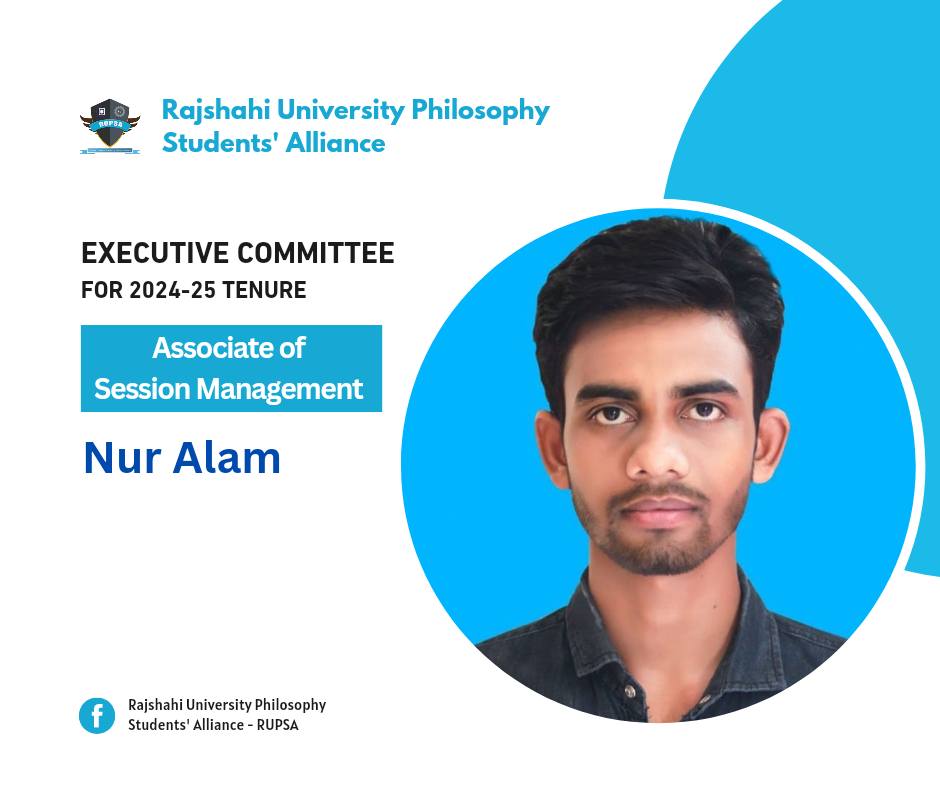 RUPSA
Rajshahi University Philosophy
Students' Alliance
EXECUTIVE COMMITTEE
FOR 2024-25 TENURE
Associate of
Session Management
Nur Alam
Rajshahi University Philosophy
Students' Alliance - RUPSA